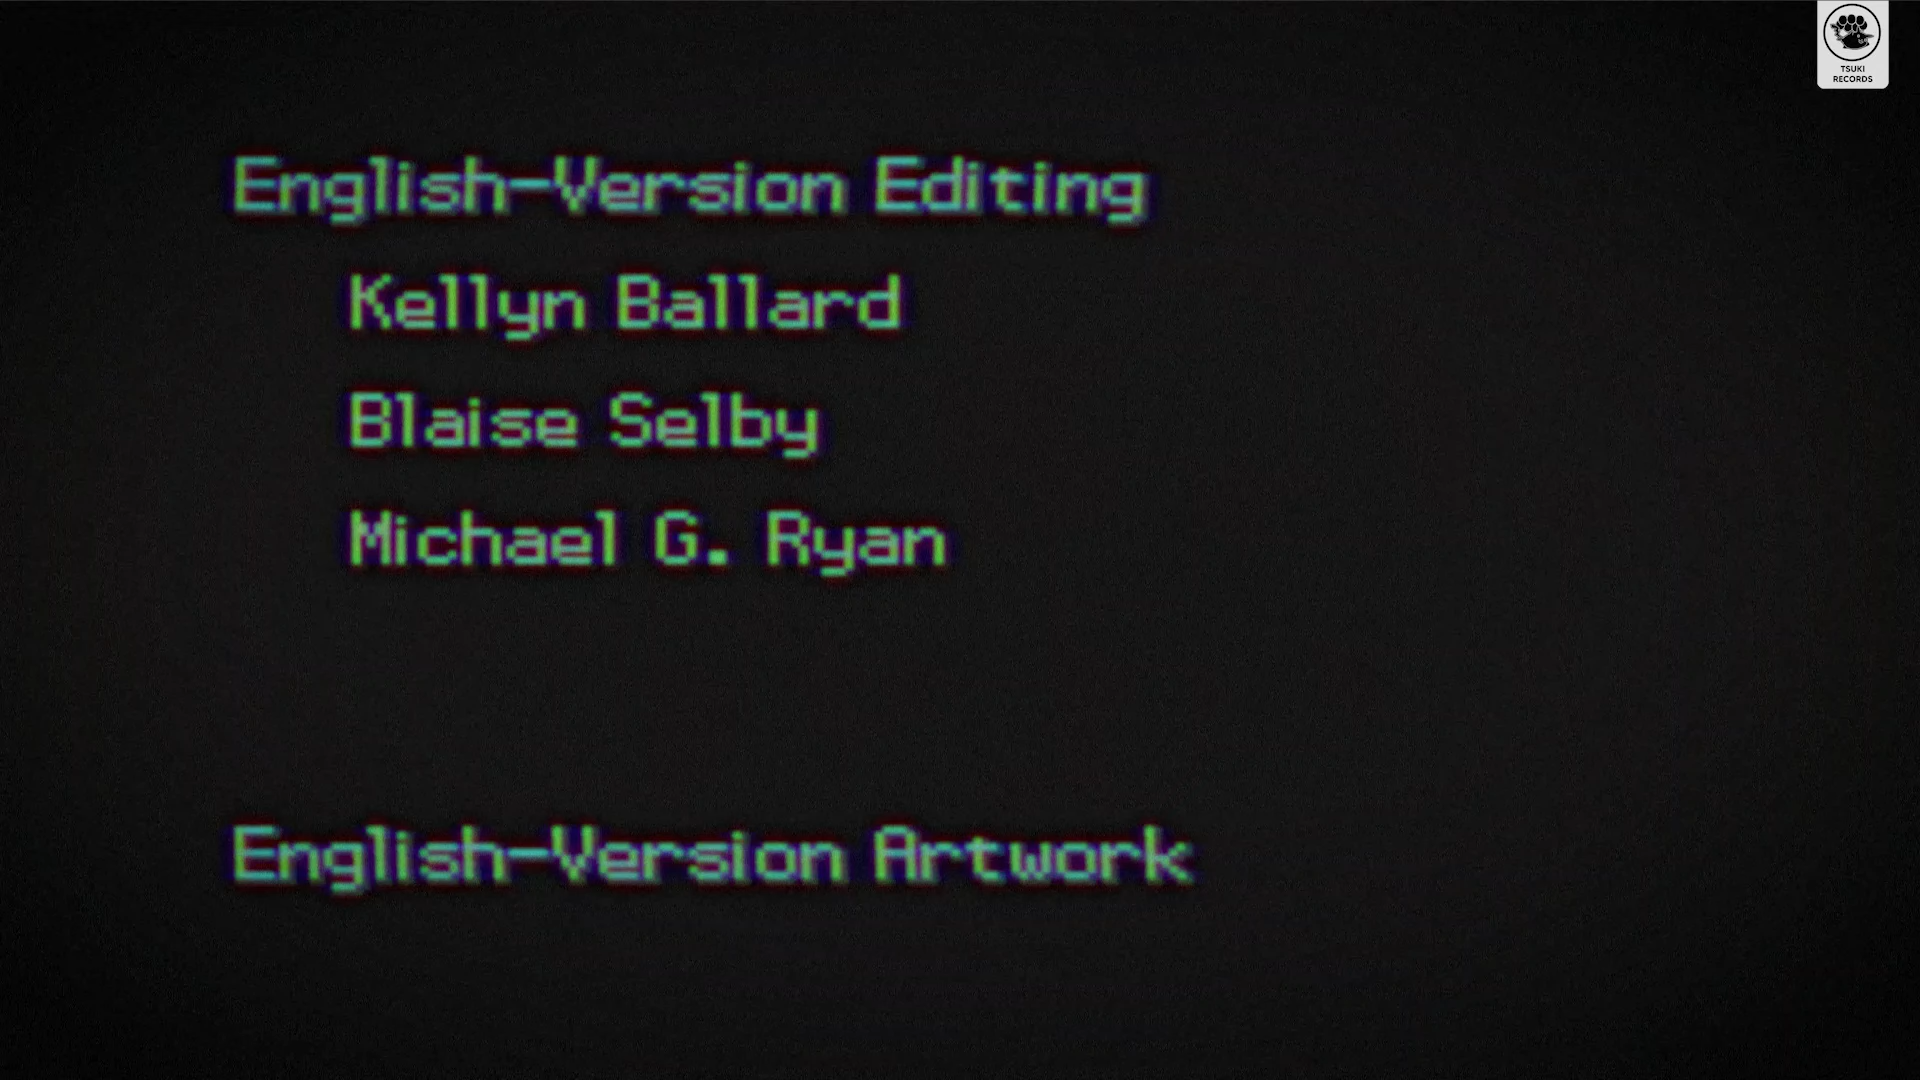 TSUKI
RECORDS
English-Version Editing
Kellyn Ballard
Blaise Selby
Michael G. Ryan
English-Version Artwork